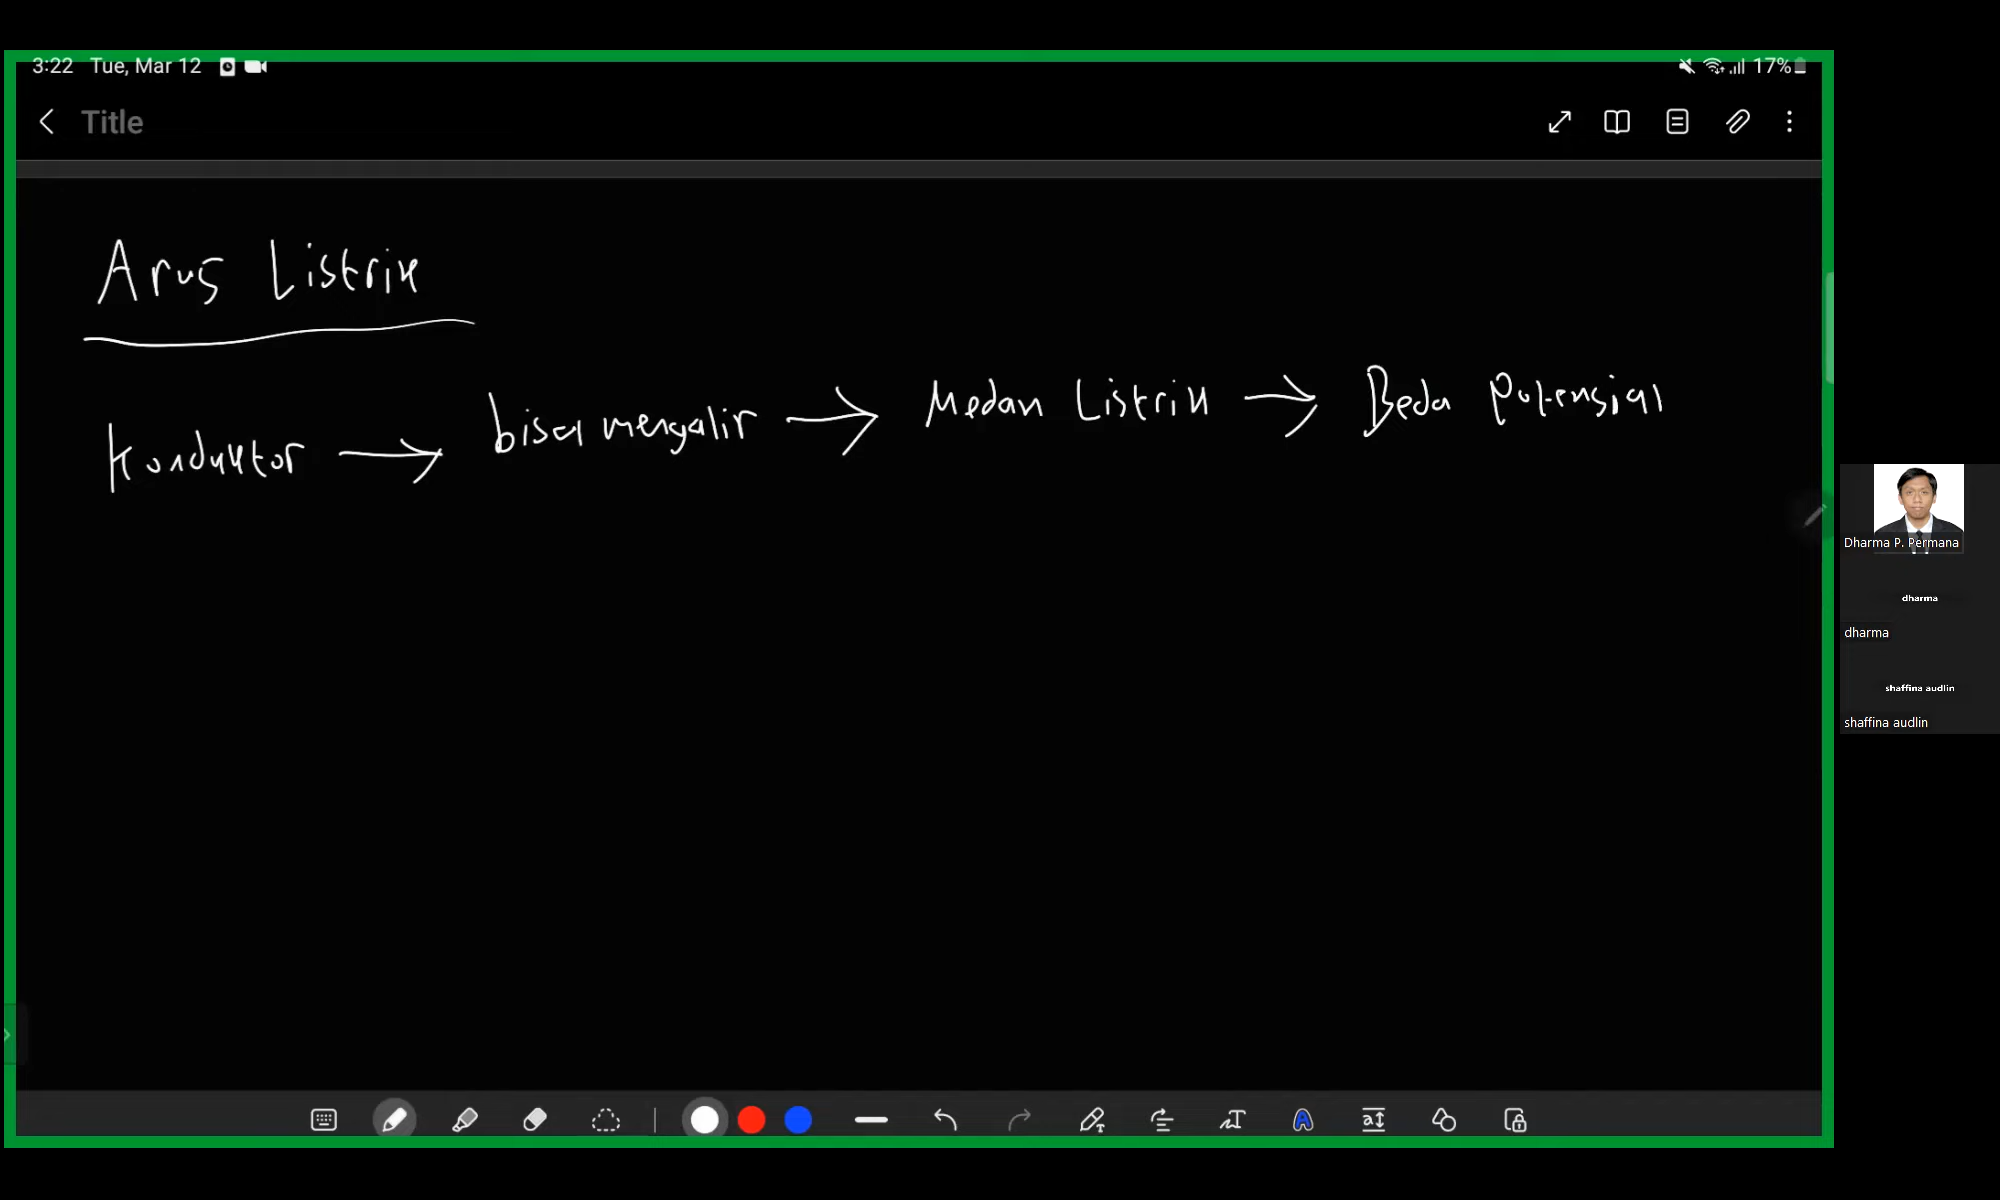 3:22 Tue, Mar 12 17%
Title
Arus Listrik
Konduktor → bisa mengalir → Medan Listrik → Beda Potensial
Dharma P. Permana
dharma
dharma
shaffina audlin
shaffina audlin